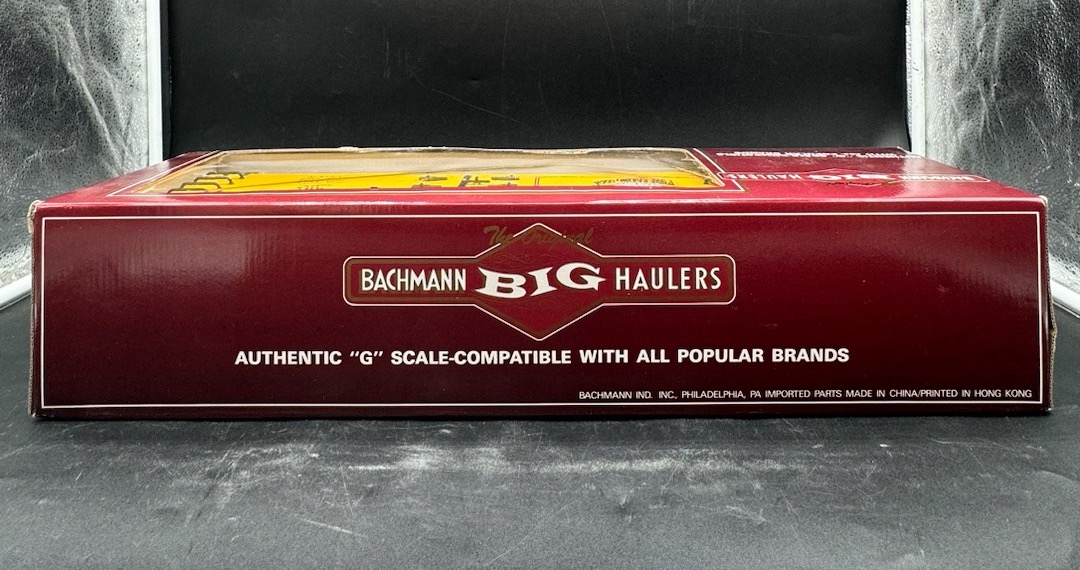 HAULERS
The Original
BACHMANN BIG HAULERS
AUTHENTIC "G" SCALE-COMPATIBLE WITH ALL POPULAR BRANDS
BACHMANN IND. INC., PHILADELPHIA, PA IMPORTED PARTS MADE IN CHINA/PRINTED IN HONG KONG